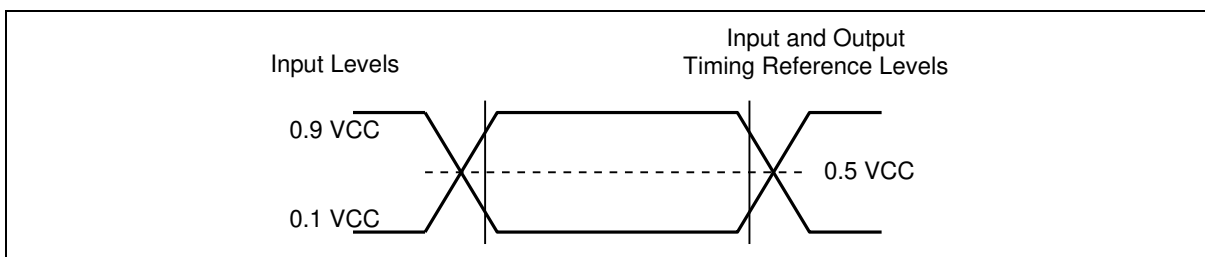 Input Levels
Input and Output
Timing Reference Levels
0.9 VCC
0.5 VCC
0.1 VCC